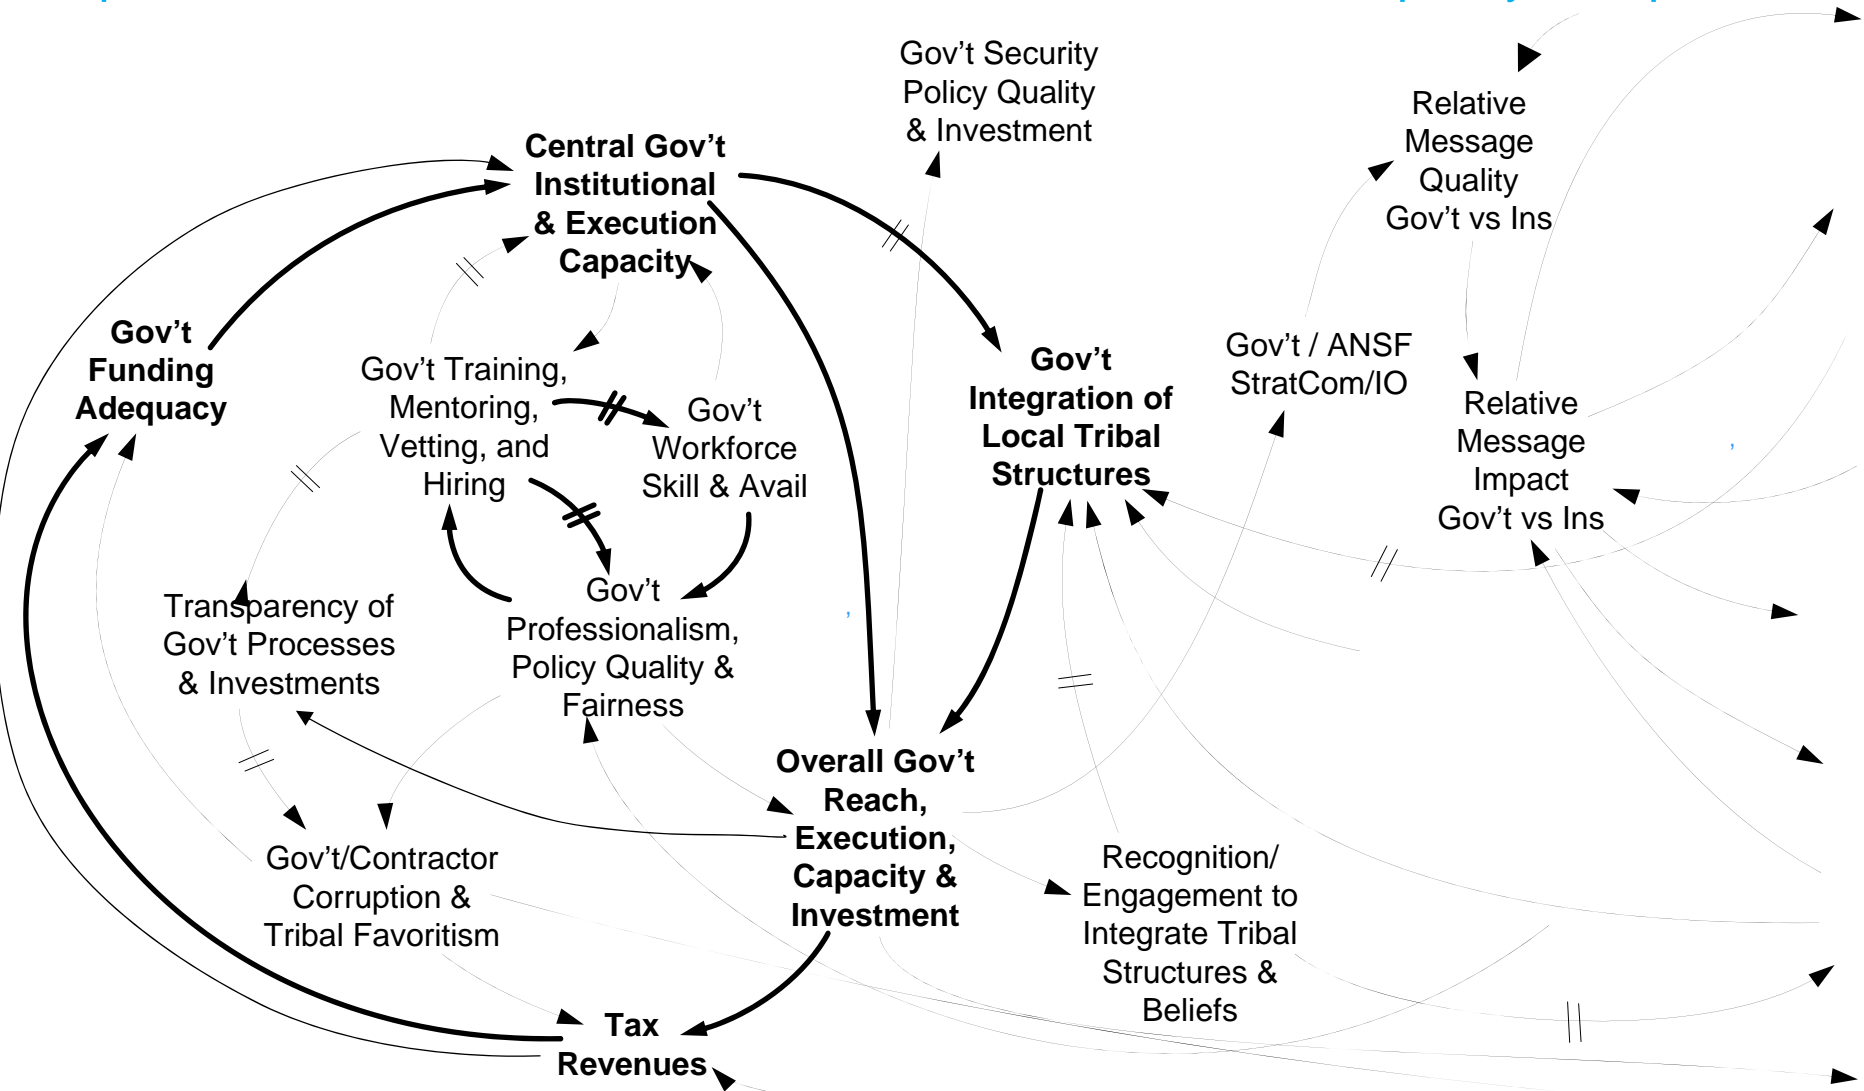 Gov’t Security
Policy Quality
& Investment
Relative
Message
Quality
Gov’t vs Ins
Central Gov’t
Institutional
& Execution
Capacity
Gov’t
Funding
Adequacy
Gov’t Training,
Mentoring,
Vetting, and
Hiring
Gov’t
Workforce
Skill & Avail
Gov’t
Integration of
Local Tribal
Structures
Gov’t / ANSF
StratCom/IO
Relative
Message
Impact
Gov’t vs Ins
Transparency of
Gov’t Processes
& Investments
Gov’t
Professionalism,
Policy Quality &
Fairness
Overall Gov’t
Reach,
Execution,
Capacity &
Investment
Gov’t/Contractor
Corruption &
Tribal Favoritism
Recognition/
Engagement to
Integrate Tribal
Structures &
Beliefs
Tax
Revenues